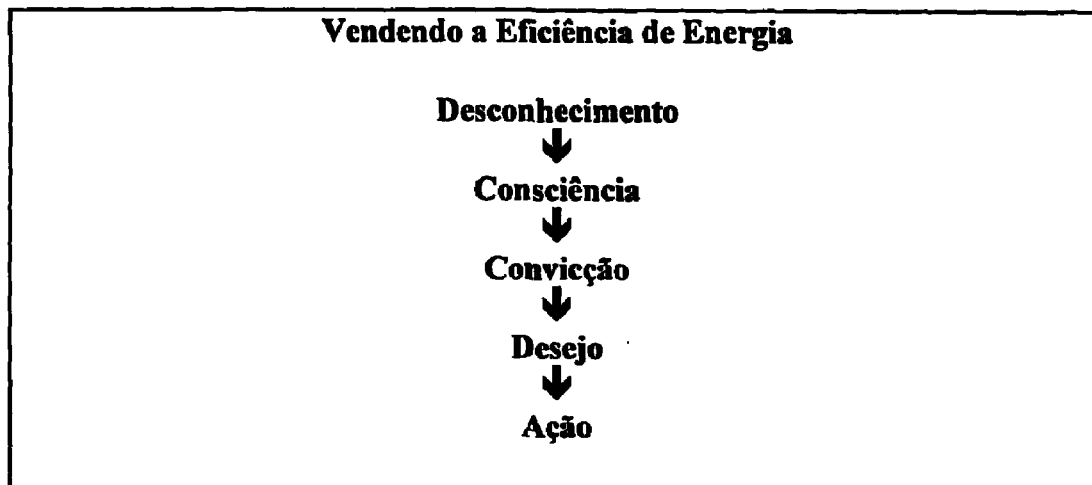 Vendendo a Eficiência de Energia
Desconhecimento
Consciência
Convicção
Desejo
Ação